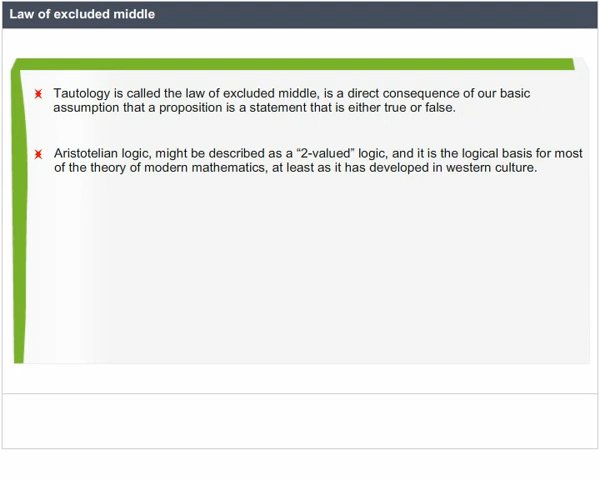 Law of excluded middle
Tautology is called the law of excluded middle, is a direct consequence of our basic
assumption that a proposition is a statement that is either true or false.
Aristotelian logic, might be described as a “2-valued” logic, and it is the logical basis for most
of the theory of modern mathematics, at least as it has developed in western culture.